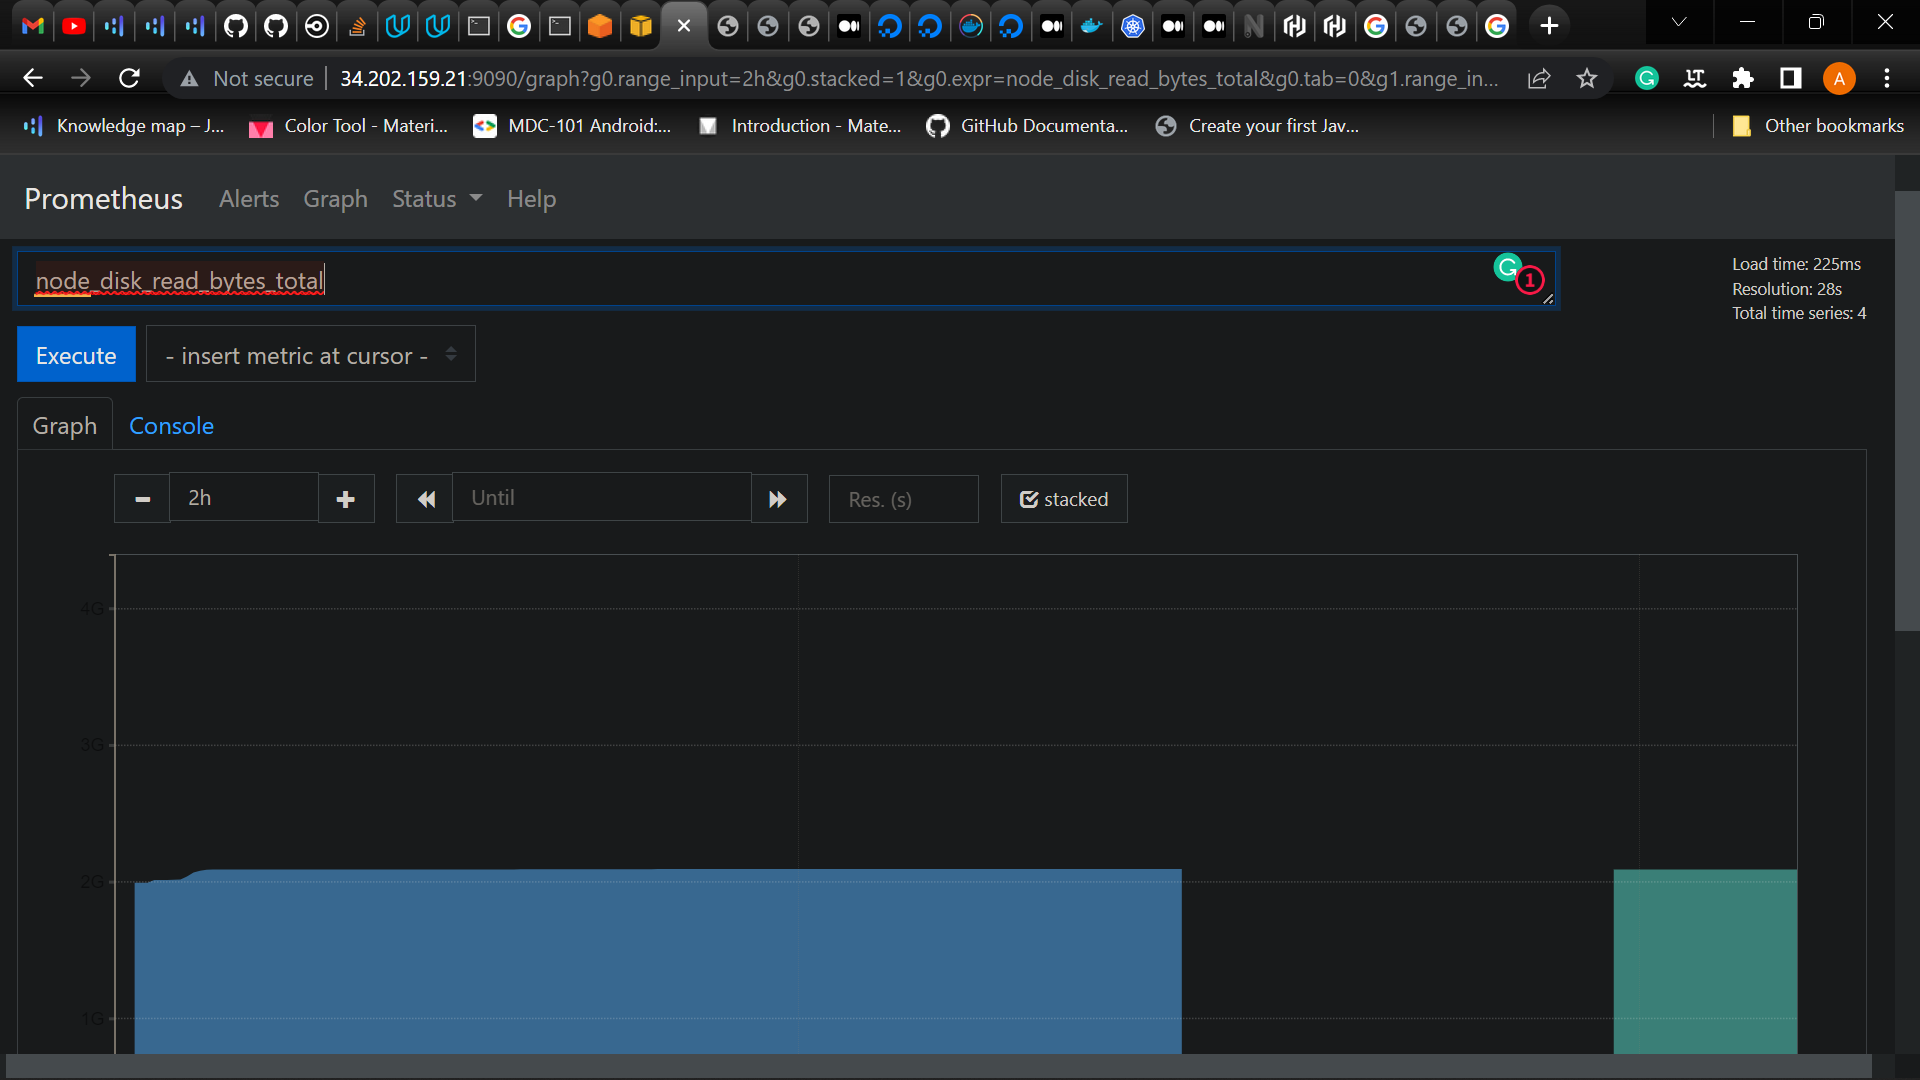 Not secure
34.202.159.21:9090/graph?g0.range_input=2h&g0.stacked=1&g0.expr=node_disk_read_bytes_total&g0.tab=0&g1.range_in...
A
Knowledge map – J...
Color Tool - Materi...
MDC-101 Android:...
Introduction - Mate...
GitHub Documenta...
Create your first Jav...
Other bookmarks
Prometheus
Alerts
Graph
Status
Help
node_disk_read_bytes_total
1
Load time: 225ms
Resolution: 28s
Total time series: 4
Execute
- insert metric at cursor -
Graph
Console
2h
Until
Res. (s)
stacked
4G
3G
2G
1G